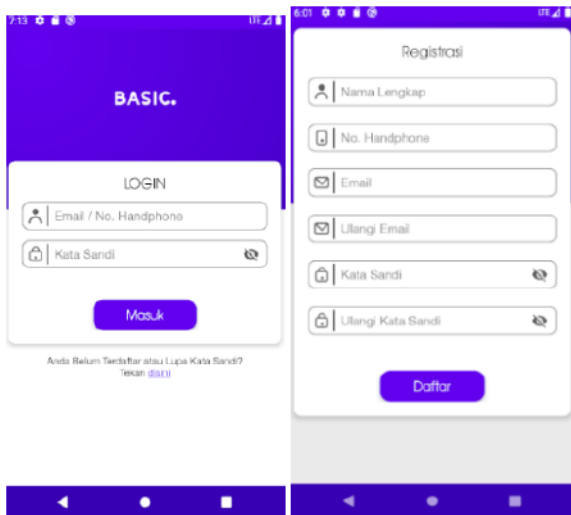 7:13
LTE
BASIC.
LOGIN
Email / No. Handphone
Kata Sandi
Masuk
Anda Belum Terdaftar atau Lupa Kata Sandi?
Tekan disini
6:01
LTE
Registrasi
Nama Lengkap
No. Handphone
Email
Ulangi Email
Kata Sandi
Ulangi Kata Sandi
Daftar